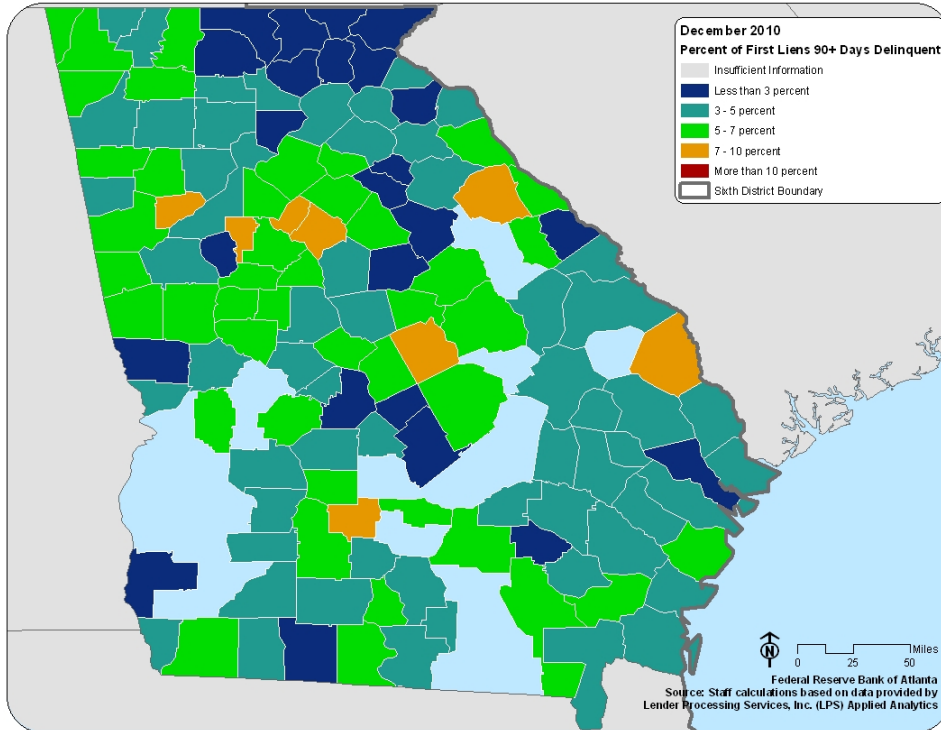 December 2010
Percent of First Liens 90+ Days Delinquent
Insufficient Information
Less than 3 percent
3 - 5 percent
5 - 7 percent
7 - 10 percent
More than 10 percent
Sixth District Boundary
N
Miles
0 25 50
Federal Reserve Bank of Atlanta
Source: Staff calculations based on data provided by
Lender Processing Services, Inc. (LPS) Applied Analytics